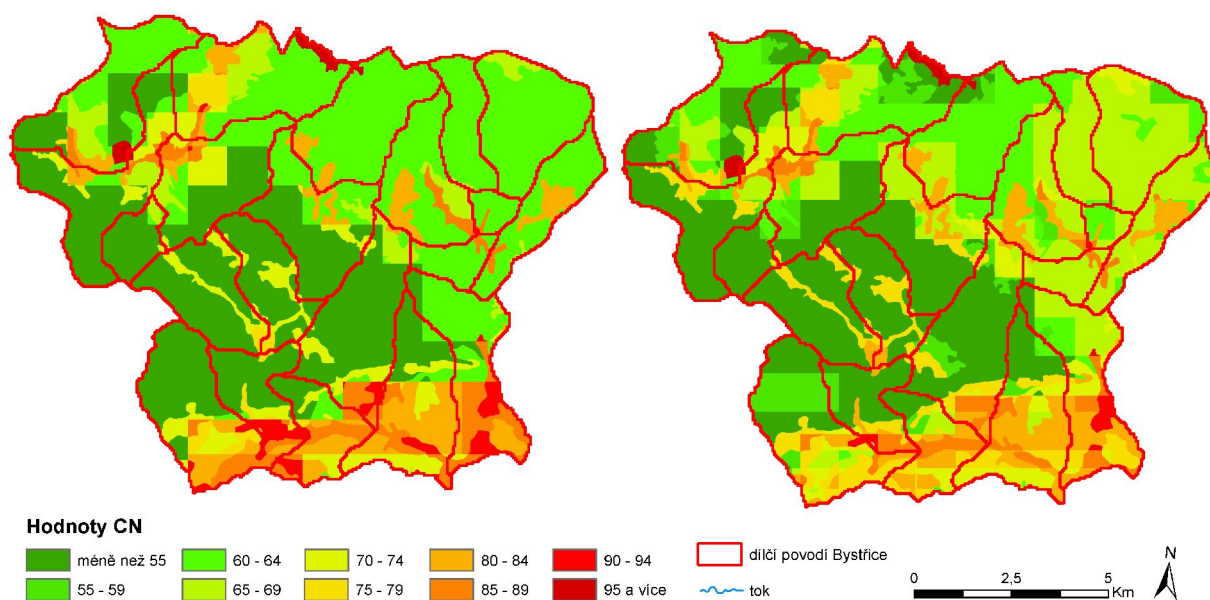 Hodnoty CN
méně než 55
60 - 64
70 - 74
80 - 84
90 - 94
dílčí povodí Bystřice
55 - 59
65 - 69
75 - 79
85 - 89
95 a více
tok
0 2,5 5
Km
N